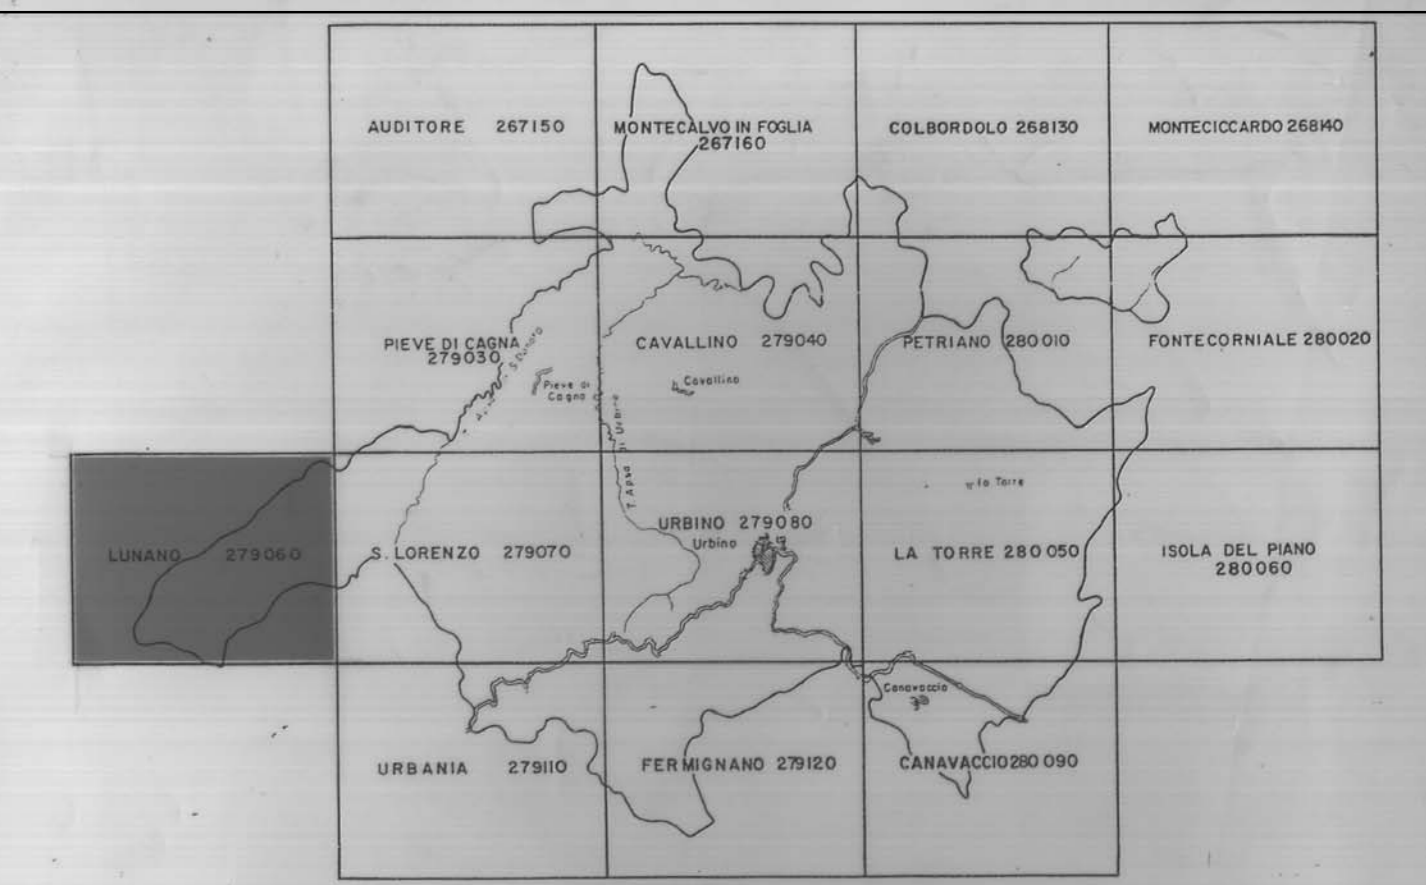 AUDITORE 267150
MONTECALVO IN FOGLIA
267160
COLBORDOLO 268130
MONTECICCARDO 268140
PIEVE DI CAGNA
279030
S. Donato
Pieve di
Cagna
CAVALLINO 279040
Cavallino
PETRIANO 280010
FONTECORNIALE 280020
LUNANO 279060
S. LORENZO 279070
T. Apsa di Urbino
URBINO 279080
Urbino
la Torre
LA TORRE 280050
ISOLA DEL PIANO
280060
URBANIA 279110
FERMIGNANO 279120
Canavaccio
CANAVACCIO 280090